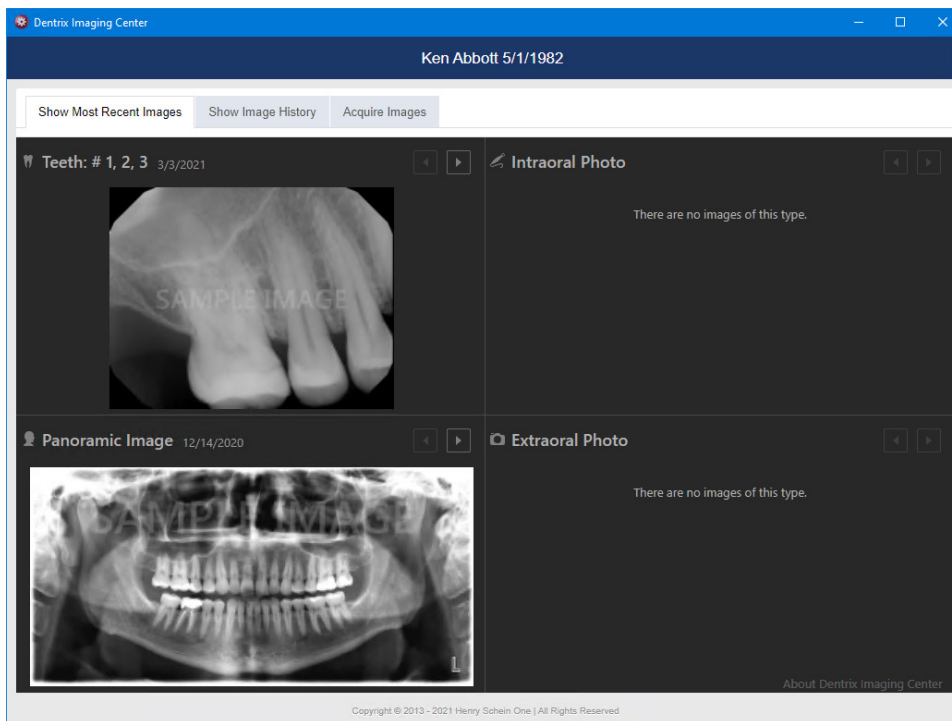 Dentrix Imaging Center
Ken Abbott 5/1/1982
Show Most Recent Images
Show Image History
Acquire Images
Teeth: # 1, 2, 3 3/3/2021
SAMPLE IMAGE
Intraoral Photo
There are no images of this type.
Panoramic Image 12/14/2020
SAMPLE IMAGE
L
Extraoral Photo
There are no images of this type.
About Dentrix Imaging Center
Copyright © 2013 - 2021 Henry Schein One | All Rights Reserved